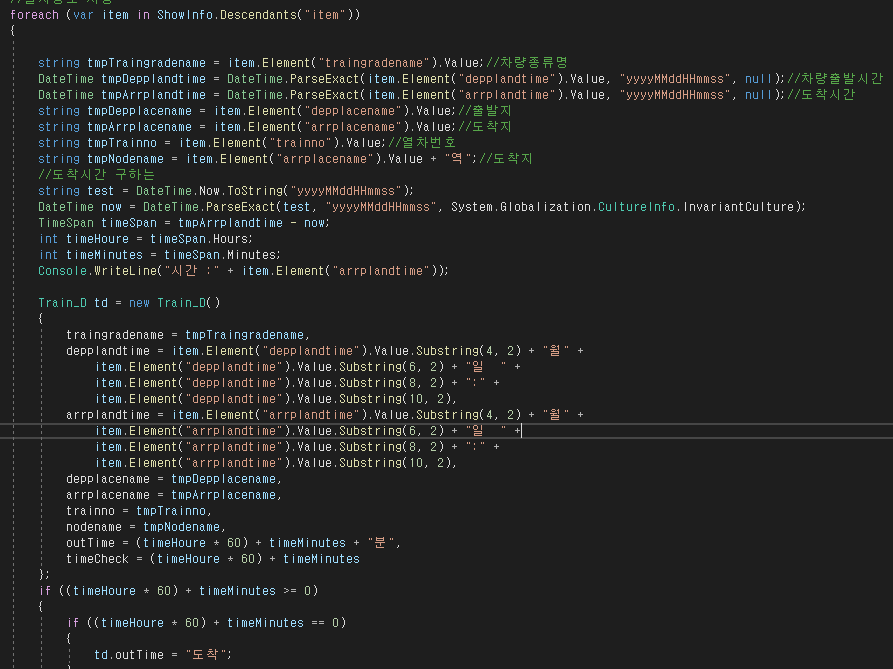 foreach (var item in ShowInfo.Descendants("item"))
{
string tmpTraingradename = item.Element("traingradename").Value;//차량종류명
DateTime tmpDepplandtime = DateTime.ParseExact(item.Element("depplandtime").Value, "yyyyMMddHHmmss", null);//차량출발시간
DateTime tmpArrplandtime = DateTime.ParseExact(item.Element("arrplandtime").Value, "yyyyMMddHHmmss", null);//도착시간
string tmpDepplacename = item.Element("depplacename").Value;//출발지
string tmpArrplacename = item.Element("arrplacename").Value;//도착지
string tmpTrainno = item.Element("trainno").Value;//열차번호
string tmpNodename = item.Element("arrplacename").Value + "역";//도착지
//도착시간 구하는
string test = DateTime.Now.ToString("yyyyMMddHHmmss");
DateTime now = DateTime.ParseExact(test, "yyyyMMddHHmmss", System.Globalization.CultureInfo.InvariantCulture);
TimeSpan timeSpan = tmpArrplandtime - now;
int timeHoure = timeSpan.Hours;
int timeMinutes = timeSpan.Minutes;
Console.WriteLine("시간 :" + item.Element("arrplandtime"));
Train_D td = new Train_D()
{
traingradename = tmpTraingradename,
depplandtime = item.Element("depplandtime").Value.Substring(4, 2) + "월" +
item.Element("depplandtime").Value.Substring(6, 2) + "일  " +
item.Element("depplandtime").Value.Substring(8, 2) + ":" +
item.Element("depplandtime").Value.Substring(10, 2),
arrplandtime = item.Element("arrplandtime").Value.Substring(4, 2) + "월" +
item.Element("arrplandtime").Value.Substring(6, 2) + "일  " +
item.Element("arrplandtime").Value.Substring(8, 2) + ":" +
item.Element("arrplandtime").Value.Substring(10, 2),
depplacename = tmpDepplacename,
arrplacename = tmpArrplacename,
trainno = tmpTrainno,
nodename = tmpNodename,
outTime = (timeHoure * 60) + timeMinutes + "분",
timeCheck = (timeHoure * 60) + timeMinutes
};
if ((timeHoure * 60) + timeMinutes >= 0)
{
if ((timeHoure * 60) + timeMinutes == 0)
{
td.outTime = "도착";